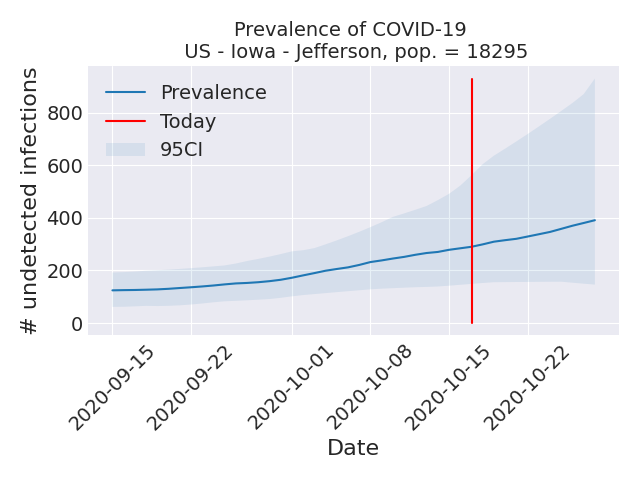 Prevalence of COVID-19
US - Iowa - Jefferson, pop. = 18295
# undetected infections
800
600
400
200
0
Prevalence
Today
95CI
2020-09-15
2020-09-22
2020-10-01
2020-10-08
2020-10-15
2020-10-22
Date